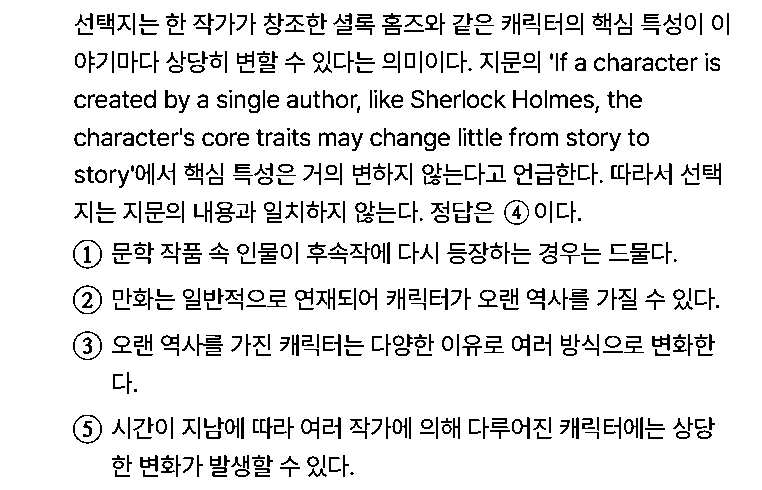 선택지는 한 작가가 창조한 셜록 홈즈와 같은 캐릭터의 핵심 특성이 이
야기마다 상당히 변할 수 있다는 의미이다. 지문의 'If a character is
created by a single author, like Sherlock Holmes, the
character's core traits may change little from story to
story'에서 핵심 특성은 거의 변하지 않는다고 언급한다. 따라서 선택
지는 지문의 내용과 일치하지 않는다. 정답은 ④이다.
① 문학 작품 속 인물이 후속작에 다시 등장하는 경우는 드물다.
② 만화는 일반적으로 연재되어 캐릭터가 오랜 역사를 가질 수 있다.
③ 오랜 역사를 가진 캐릭터는 다양한 이유로 여러 방식으로 변화한
다.
⑤ 시간이 지남에 따라 여러 작가에 의해 다루어진 캐릭터에는 상당
한 변화가 발생할 수 있다.